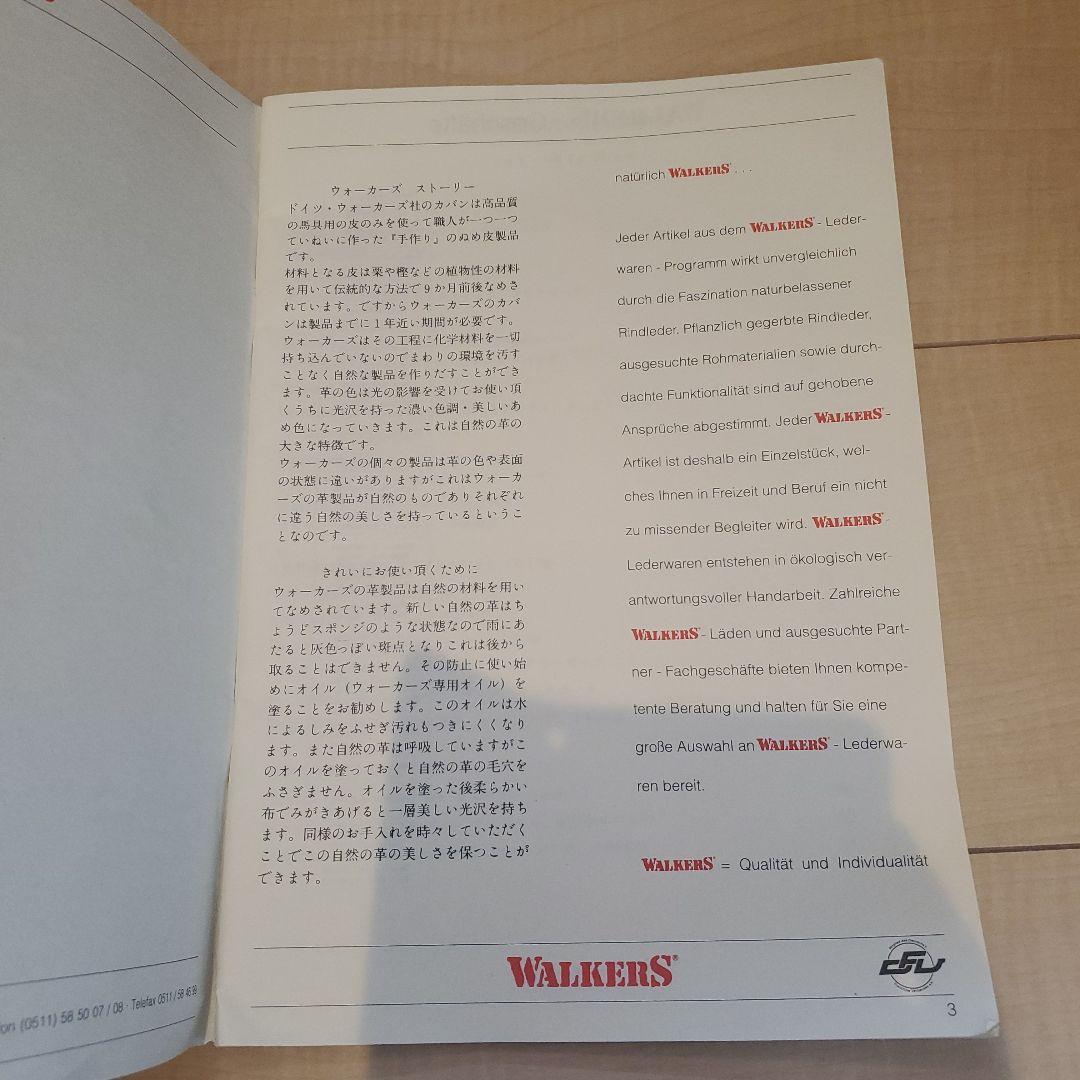 ウォーカーズ　ストーリー
ドイツ・ウォーカーズ社のカバンは高品質
の馬具用の皮のみを使って職人が一つ一つ
ていねいに作った『手作り』のぬめ皮製品
です。
材料となる皮は栗や樫などの植物性の材料
を用いて伝統的な方法で９か月前後なめさ
れています。ですからウォーカーズのカバ
ンは製品までに１年近い期間が必要です。
ウォーカーズはその工程に化学材料を一切
持ち込んでいないのでまわりの環境を汚す
ことなく自然な製品を作りだすことができ
ます。革の色は光の影響を受けてお使い頂
くうちに光沢を持った濃い色調・美しいあ
め色になっていきます。これは自然の革の
大きな特徴です。
ウォーカーズの個々の製品は革の色や表面
の状態に違いがありますがこれはウォーカ
ーズの革製品が自然のものでありそれぞれ
に違う自然の美しさを持っているというこ
となのです。
きれいにお使い頂くために
ウォーカーズの革製品は自然の材料を用い
てなめされています。新しい自然の革はち
ょうどスポンジのような状態なので雨にあ
たると灰色っぽい斑点となりこれは後から
取ることはできません。その防止に使い始
めにオイル（ウォーカーズ専用オイル）を
塗ることをお勧めします。このオイルは水
によるしみをふせぎ汚れもつきにくくなり
ます。また自然の革は呼吸していますがこ
のオイルを塗っておくと自然の革の毛穴を
ふさぎません。オイルを塗った後柔らかい
布でみがきあげると一層美しい光沢を持ち
ます。同様のお手入れを時々していただく
ことでこの自然の革の美しさを保つことが
できます。
natürlich WALKERS® . . .
Jeder Artikel aus dem WALKERS® - Leder-
waren - Programm wirkt unvergleichlich
durch die Faszination naturbelassener
Rindleder. Pflanzlich gegerbte Rindleder,
ausgesuchte Rohmaterialien sowie durch-
dachte Funktionalität sind auf gehobene
Ansprüche abgestimmt. Jeder WALKERS® -
Artikel ist deshalb ein Einzelstück, wel-
ches Ihnen in Freizeit und Beruf ein nicht
zu missender Begleiter wird. WALKERS® -
Lederwaren entstehen in ökologisch ver-
antwortungsvoller Handarbeit. Zahlreiche
WALKERS® - Läden und ausgesuchte Part-
ner - Fachgeschäfte bieten Ihnen kompe-
tente Beratung und halten für Sie eine
große Auswahl an WALKERS® - Lederwa-
ren bereit.
WALKERS® = Qualität und Individualität
WALKERS®
3
(0511) 58 50 07 / 08 · Telefax 0511 / 58 45 99